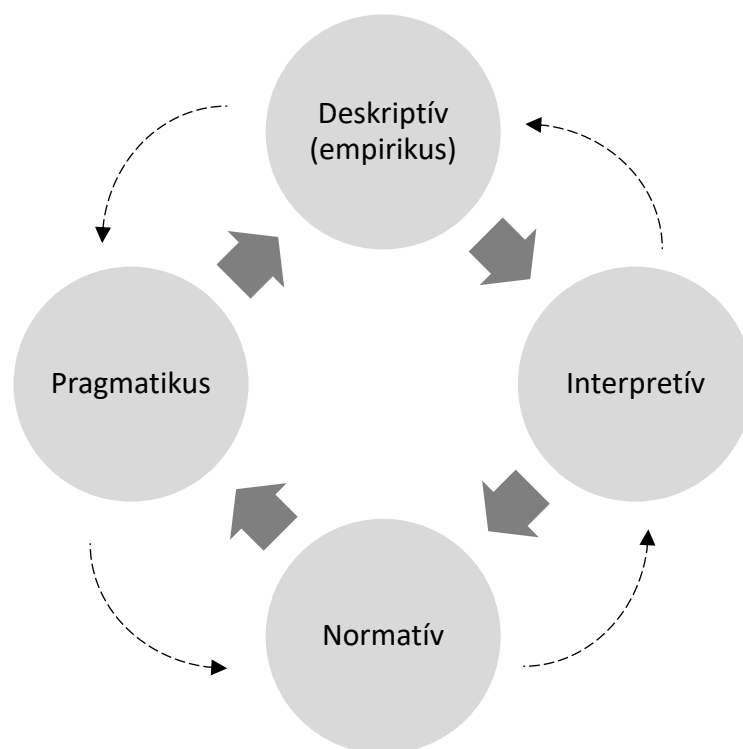 Deskriptív
(empirikus)
Pragmatikus
Interpretív
Normatív